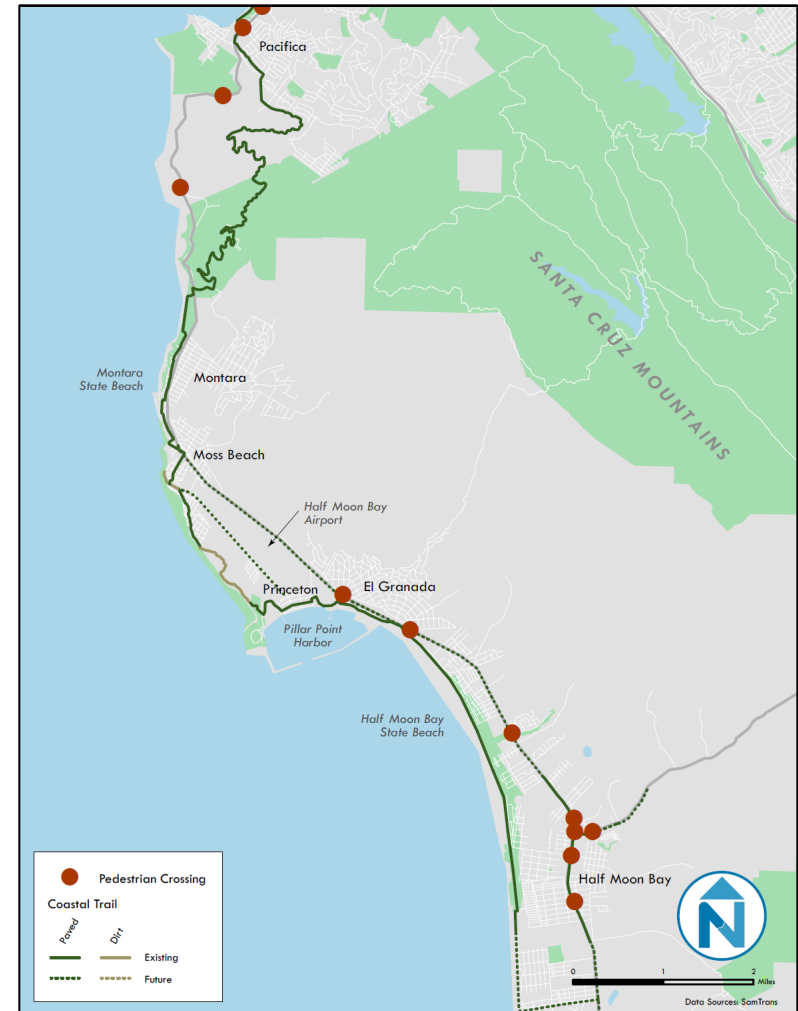 Pacifica
SANTA CRUZ MOUNTAINS
Montara
State Beach
Montara
Moss Beach
Half Moon Bay
Airport
Princeton
El Granada
Pillar Point
Harbor
Half Moon Bay
State Beach
Half Moon Bay
Pedestrian Crossing
Coastal Trail
Paved
Dirt
Existing
Future
N
0 1 2
Miles
Data Sources: SamTrans